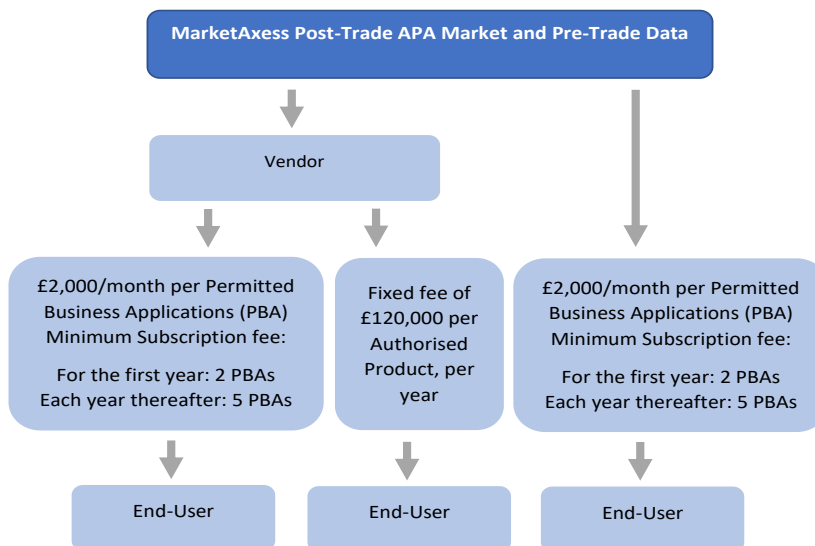 MarketAxess Post-Trade APA Market and Pre-Trade Data
Vendor
£2,000/month per Permitted
Business Applications (PBA)
Minimum Subscription fee:
For the first year: 2 PBAs
Each year thereafter: 5 PBAs
Fixed fee of
£120,000 per
Authorised
Product, per
year
£2,000/month per Permitted
Business Applications (PBA)
Minimum Subscription fee:
For the first year: 2 PBAs
Each year thereafter: 5 PBAs
End-User
End-User
End-User